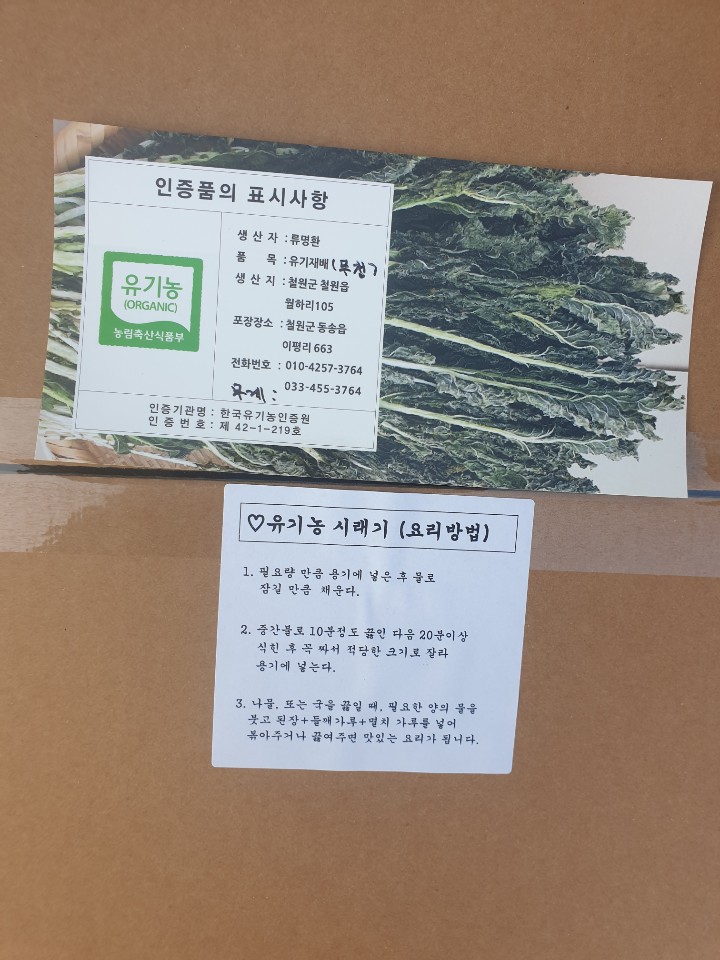 인증품의 표시사항
유기농
(ORGANIC)
농림축산식품부
생 산 자 : 류명환
품 목 : 유기재배 (무청)
생 산 지 : 철원군 철원읍
월하리105
포장장소 : 철원군 동송읍
이평리 663
전화번호 : 010-4257-3764
033-455-3764
무게 :
인증기관명 : 한국유기농인증원
인 증 번 호 : 제 42-1-219호
♡유기농 시래기 (요리방법)
1. 필요량 만큼 용기에 넣은 후 물로
잠길 만큼 채운다.
2. 중간불로 10분정도 끓인 다음 20분이상
식힌 후 꼭 짜서 적당한 크기로 잘라
용기에 넣는다.
3. 나물, 또는 국을 끓일 때, 필요한 양의 물을
붓고 된장+들깨가루+멸치 가루를 넣어
볶아주거나 끓여주면 맛있는 요리가 됩니다.